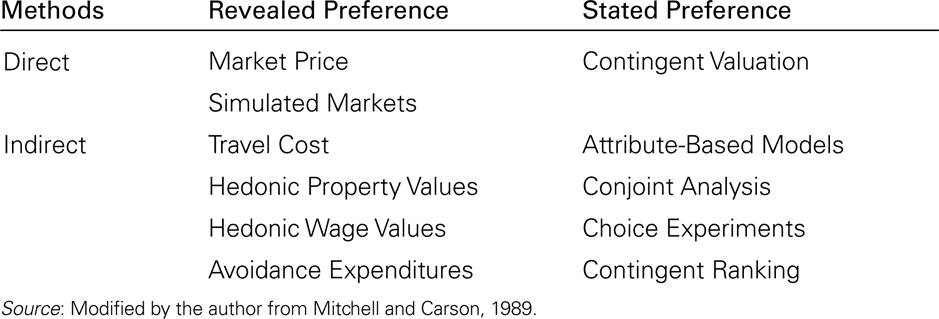 Methods Revealed Preference Stated Preference
Direct Market Price Contingent Valuation
Simulated Markets
Indirect Travel Cost Attribute-Based Models
Hedonic Property Values Conjoint Analysis
Hedonic Wage Values Choice Experiments
Avoidance Expenditures Contingent Ranking
Source: Modified by the author from Mitchell and Carson, 1989.